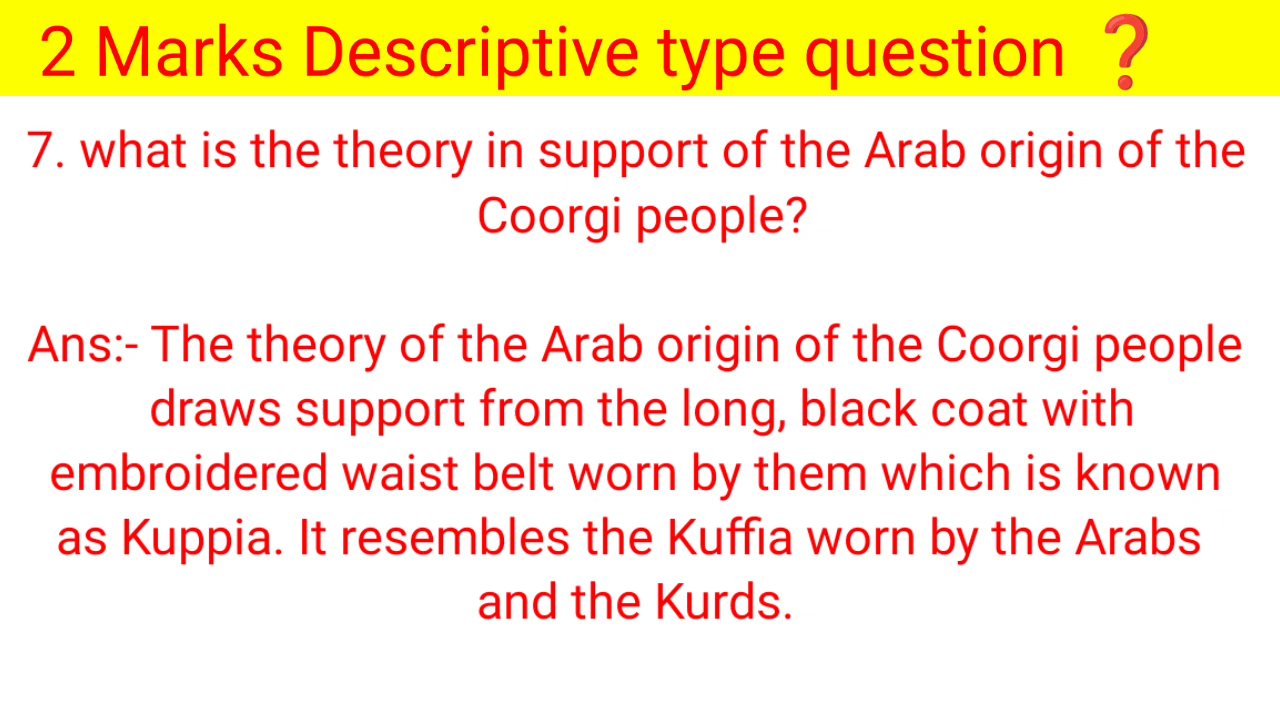 2 Marks Descriptive type question ❓
7. what is the theory in support of the Arab origin of the
Coorgi people?
Ans:- The theory of the Arab origin of the Coorgi people
draws support from the long, black coat with
embroidered waist belt worn by them which is known
as Kuppia. It resembles the Kuffia worn by the Arabs
and the Kurds.